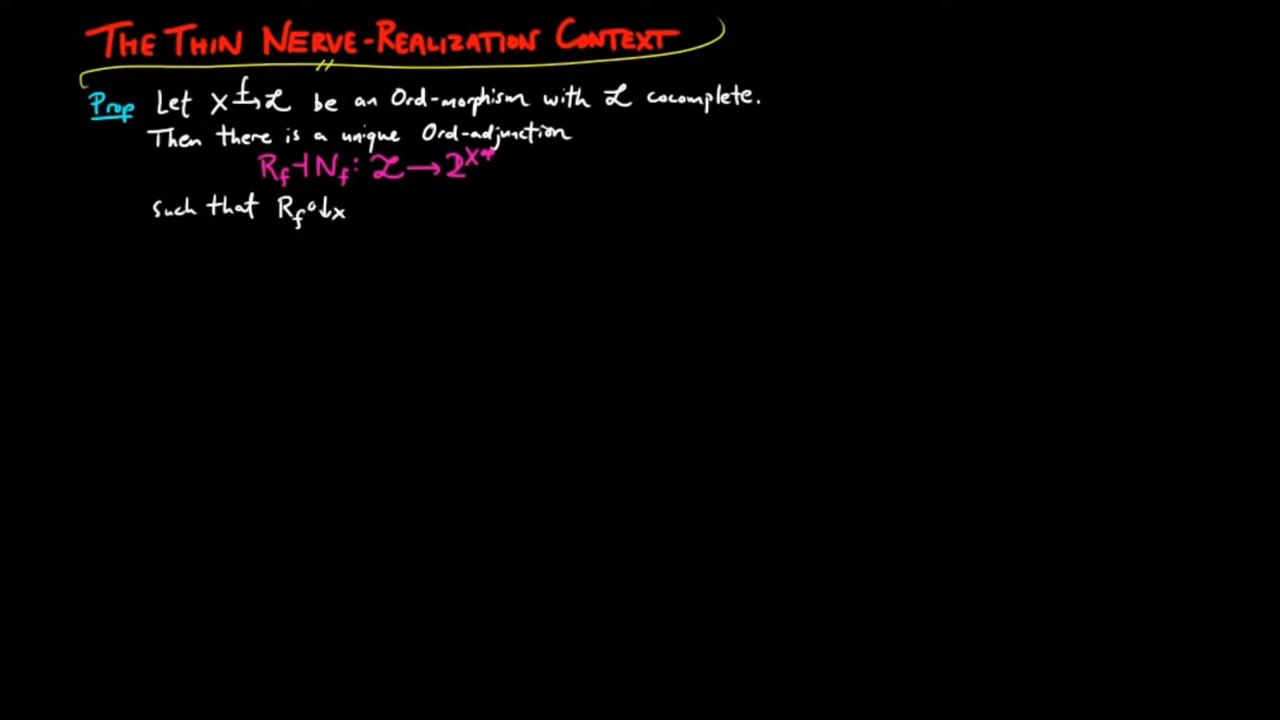 THE THIN NERVE-REALIZATION CONTEXT
Prop Let X →f ℒ be an Ord-morphism with ℒ cocomplete.
Then there is a unique Ord-adjunction
R_f ⊣ N_f : ℒ → 2^{X^{op}}
such that R_f ∘ ↓_X